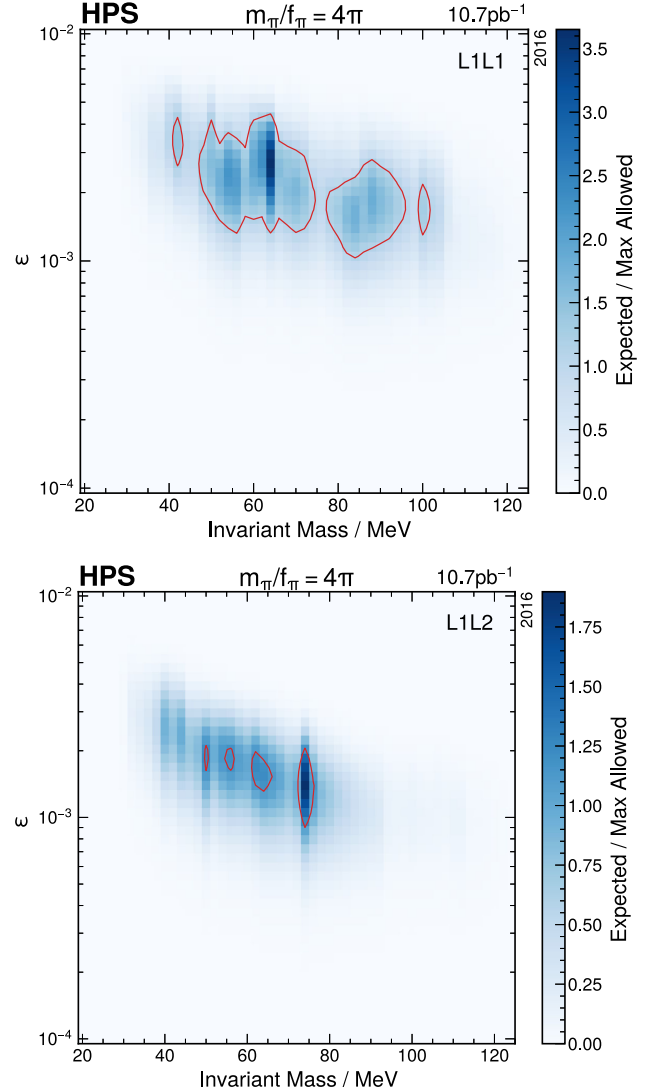 HPS m_π/f_π = 4π 10.7pb⁻¹
L1L1
2016
10⁻²
10⁻³
10⁻⁴
ε
20 40 60 80 100 120
Invariant Mass / MeV
3.5
3.0
2.5
2.0
1.5
1.0
0.5
0.0
Expected / Max Allowed
HPS m_π/f_π = 4π 10.7pb⁻¹
L1L2
2016
10⁻²
10⁻³
10⁻⁴
ε
20 40 60 80 100 120
Invariant Mass / MeV
1.75
1.50
1.25
1.00
0.75
0.50
0.25
0.00
Expected / Max Allowed